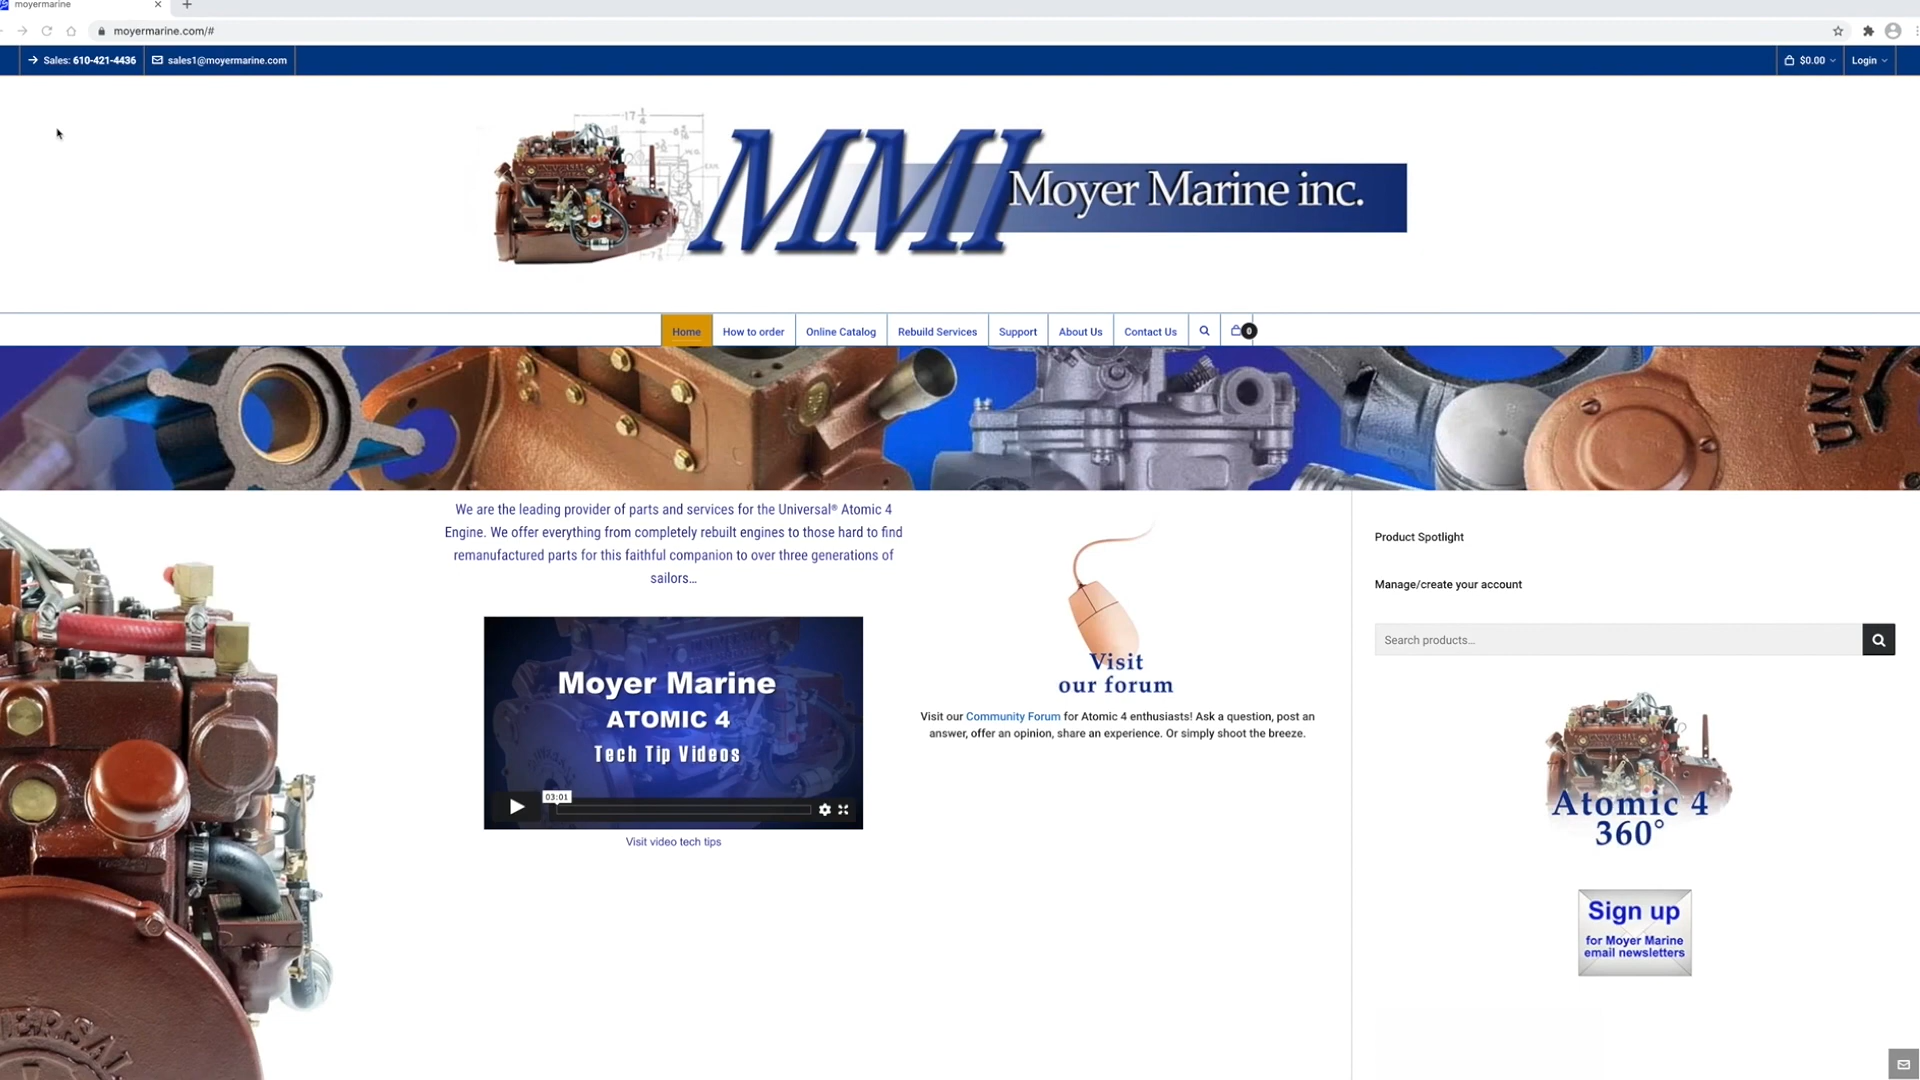 moyermarine
moyermarine.com/#
Sales: 610-421-4436
sales1@moyermarine.com
$0.00
Login
17 1/4
MMI
Moyer Marine inc.
Home
How to order
Online Catalog
Rebuild Services
Support
About Us
Contact Us
0
UNI
We are the leading provider of parts and services for the Universal® Atomic 4
Engine. We offer everything from completely rebuilt engines to those hard to find
remanufactured parts for this faithful companion to over three generations of
sailors...
Moyer Marine
ATOMIC 4
Tech Tip Videos
03:01
Visit video tech tips
Visit
our forum
Visit our Community Forum for Atomic 4 enthusiasts! Ask a question, post an
answer, offer an opinion, share an experience. Or simply shoot the breeze.
Product Spotlight
Manage/create your account
Search products...
Atomic 4
360°
Sign up
for Moyer Marine
email newsletters
ERSAL